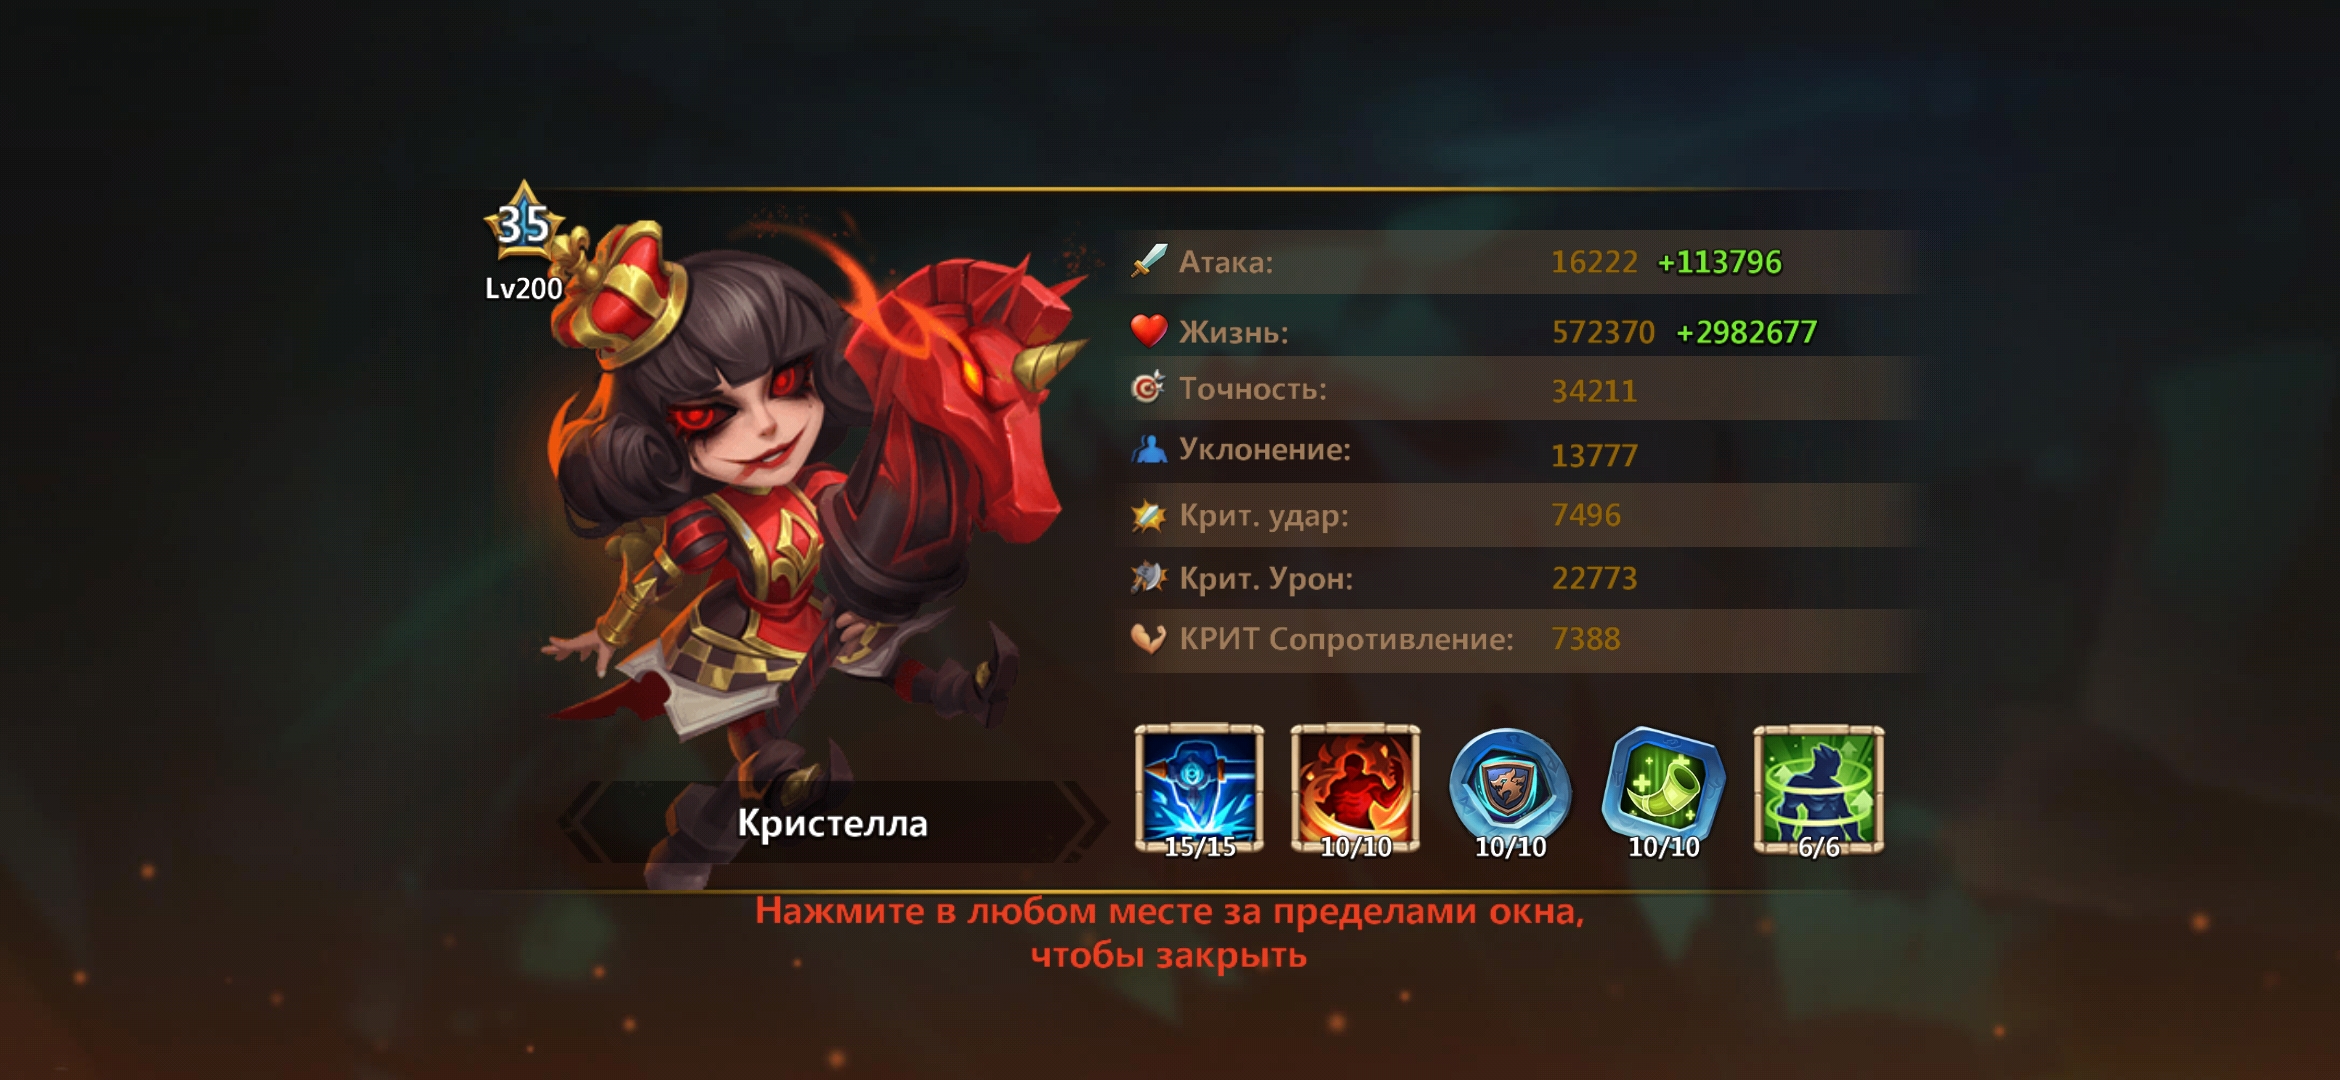 35
Lv200
Атака: 16222 +113796
Жизнь: 572370 +2982677
Точность: 34211
Уклонение: 13777
Крит. удар: 7496
Крит. Урон: 22773
КРИТ Сопротивление: 7388
Кристелла
15/15 10/10 10/10 10/10 6/6
Нажмите в любом месте за пределами окна,
чтобы закрыть